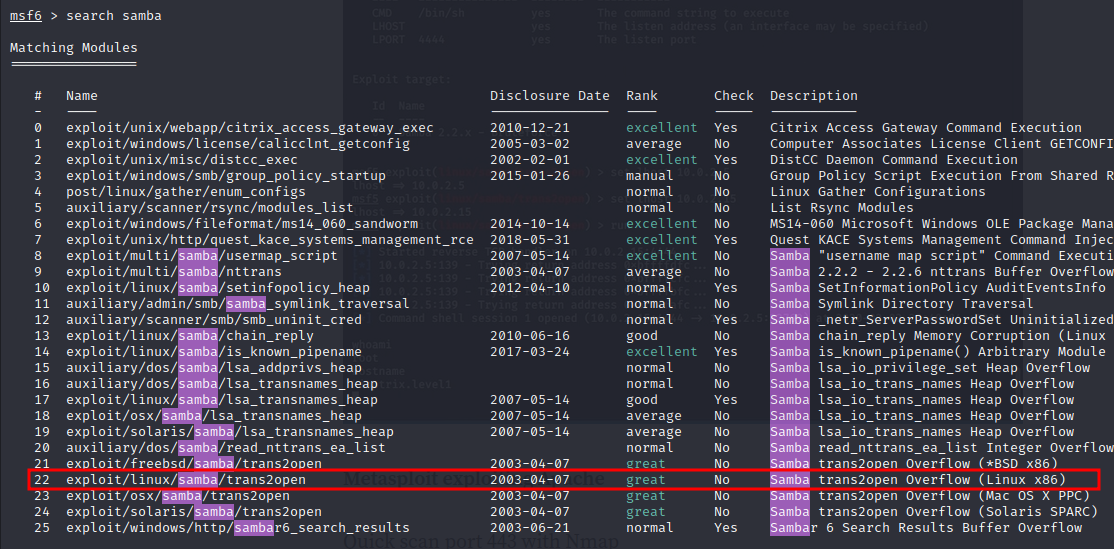 msf6 > search samba
Matching Modules
================
# Name Disclosure Date Rank Check Description
- ---- --------------- ---- ----- -----------
0 exploit/unix/webapp/citrix_access_gateway_exec 2010-12-21 excellent Yes Citrix Access Gateway Command Execution
1 exploit/windows/license/calicclnt_getconfig 2005-03-02 average No Computer Associates License Client GETCONFI
2 exploit/unix/misc/distcc_exec 2002-02-01 excellent Yes DistCC Daemon Command Execution
3 exploit/windows/smb/group_policy_startup 2015-01-26 manual No Group Policy Script Execution From Shared R
4 post/linux/gather/enum_configs normal No Linux Gather Configurations
5 auxiliary/scanner/rsync/modules_list normal No List Rsync Modules
6 exploit/windows/fileformat/ms14_060_sandworm 2014-10-14 excellent No MS14-060 Microsoft Windows OLE Package Mana
7 exploit/unix/http/quest_kace_systems_management_rce 2018-05-31 excellent Yes Quest KACE Systems Management Command Injec
8 exploit/multi/samba/usermap_script 2007-05-14 excellent No Samba "username map script" Command Executi
9 exploit/multi/samba/nttrans 2003-04-07 average No Samba 2.2.2 - 2.2.6 nttrans Buffer Overflow
10 exploit/linux/samba/setinfopolicy_heap 2012-04-10 normal Yes Samba SetInformationPolicy AuditEventsInfo
11 auxiliary/admin/smb/samba_symlink_traversal normal No Samba Symlink Directory Traversal
12 auxiliary/scanner/smb/smb_uninit_cred normal Yes Samba _netr_ServerPasswordSet Uninitialized
13 exploit/linux/samba/chain_reply 2010-06-16 good No Samba chain_reply Memory Corruption (Linux
14 exploit/linux/samba/is_known_pipename 2017-03-24 excellent Yes Samba is_known_pipename() Arbitrary Module
15 auxiliary/dos/samba/lsa_addprivs_heap normal No Samba lsa_io_privilege_set Heap Overflow
16 auxiliary/dos/samba/lsa_transnames_heap normal No Samba lsa_io_trans_names Heap Overflow
17 exploit/linux/samba/lsa_transnames_heap 2007-05-14 good Yes Samba lsa_io_trans_names Heap Overflow
18 exploit/osx/samba/lsa_transnames_heap 2007-05-14 average No Samba lsa_io_trans_names Heap Overflow
19 exploit/solaris/samba/lsa_transnames_heap 2007-05-14 average No Samba lsa_io_trans_names Heap Overflow
20 auxiliary/dos/samba/read_nttrans_ea_list normal No Samba read_nttrans_ea_list Integer Overflow
21 exploit/freebsd/samba/trans2open 2003-04-07 great No Samba trans2open Overflow (*BSD x86)
22 exploit/linux/samba/trans2open 2003-04-07 great No Samba trans2open Overflow (Linux x86)
23 exploit/osx/samba/trans2open 2003-04-07 great No Samba trans2open Overflow (Mac OS X PPC)
24 exploit/solaris/samba/trans2open 2003-04-07 great No Samba trans2open Overflow (Solaris SPARC)
25 exploit/windows/http/sambar6_search_results 2003-06-21 normal Yes Sambar 6 Search Results Buffer Overflow